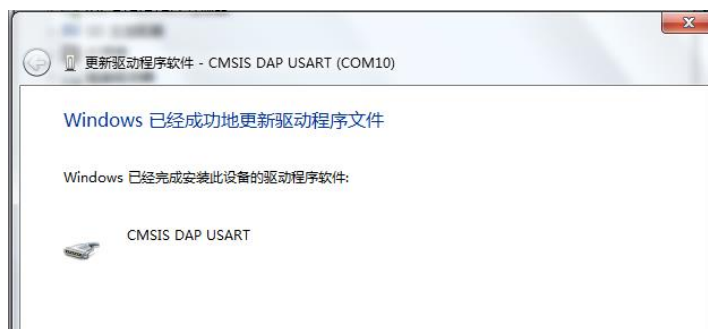 更新驱动程序软件 - CMSIS DAP USART (COM10)
Windows 已经成功地更新驱动程序文件
Windows 已经完成安装此设备的驱动程序软件:
CMSIS DAP USART